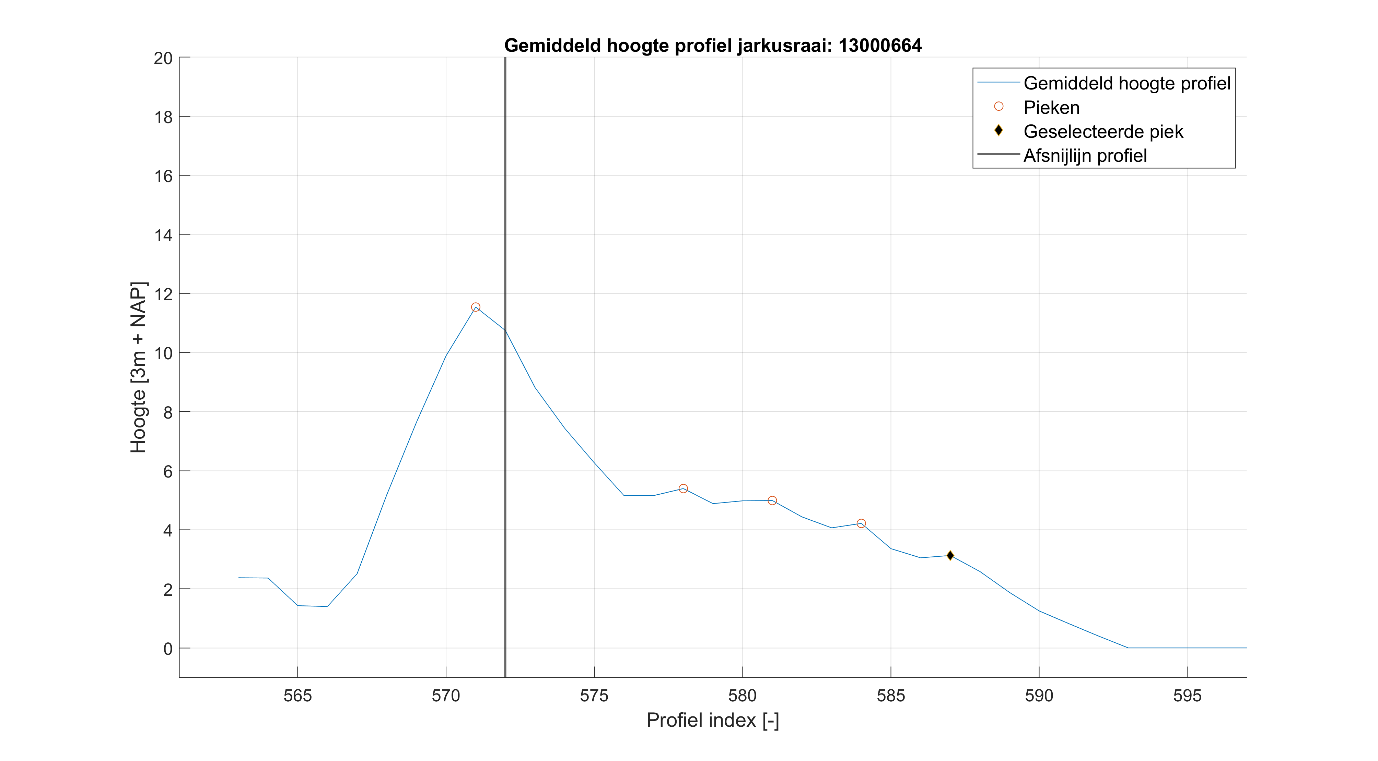 Gemiddeld hoogte profiel jarkusraai: 13000664
20
18
16
14
12
10
8
6
4
2
0
Hoogte [3m + NAP]
Gemiddeld hoogte profiel
Pieken
Geselecteerde piek
Afsnijlijn profiel
565 570 575 580 585 590 595
Profiel index [-]